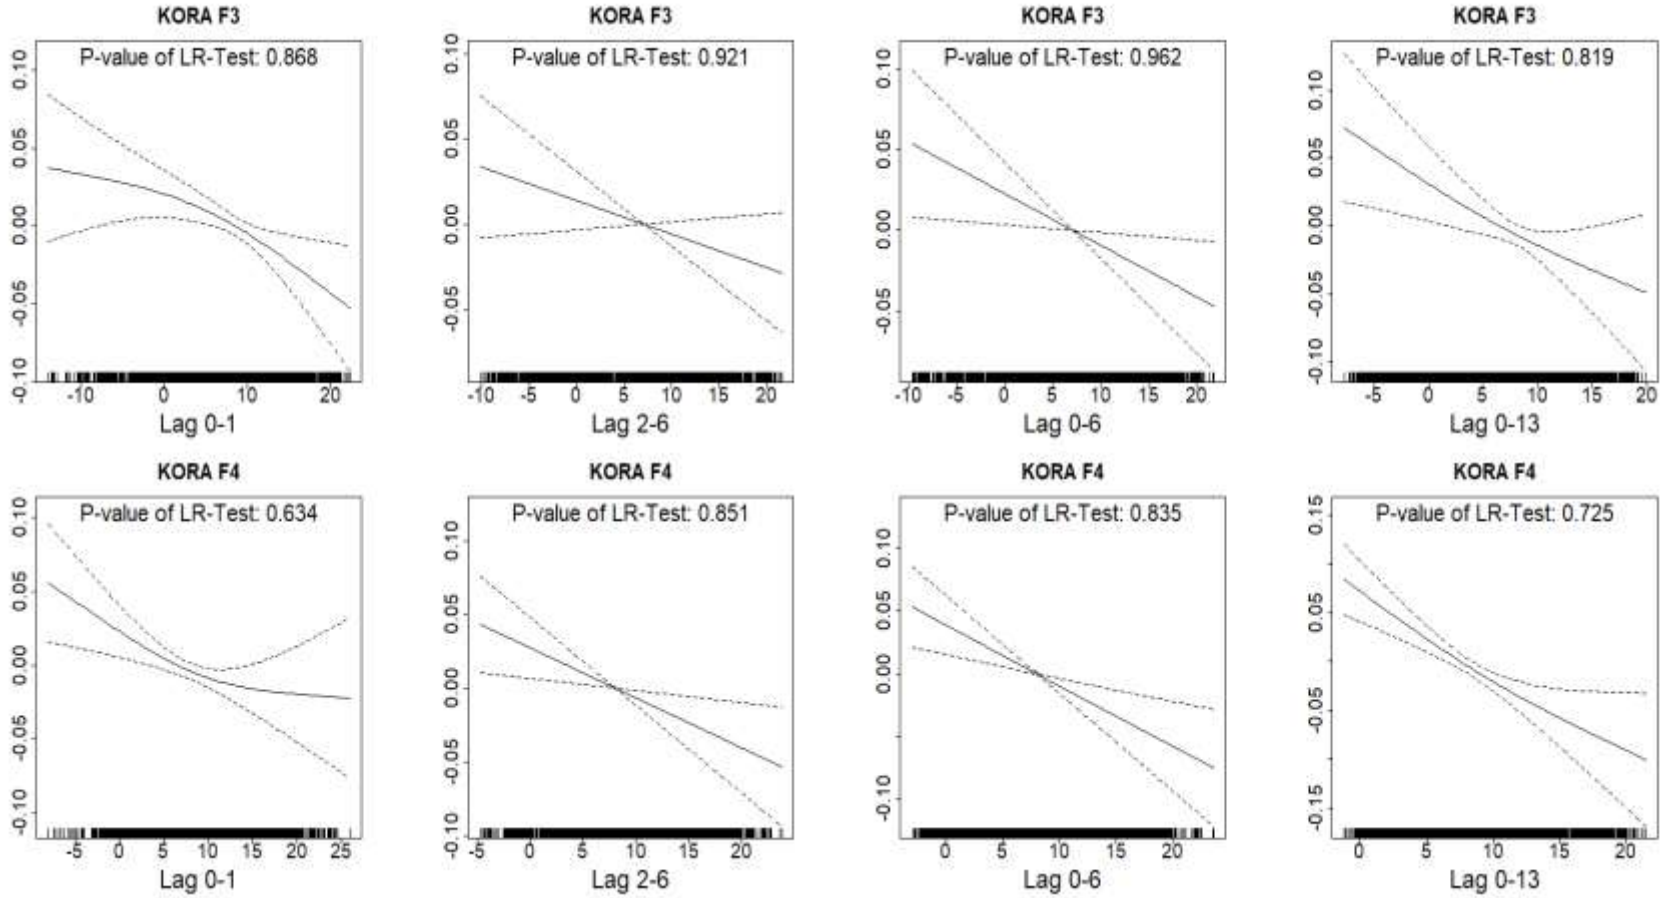 KORA F3
P-value of LR-Test: 0.868
0.10
0.05
0.00
-0.05
-0.10
-10 0 10 20
Lag 0-1
KORA F3
P-value of LR-Test: 0.921
0.10
0.05
0.00
-0.05
-10 -5 0 5 10 15 20
Lag 2-6
KORA F3
P-value of LR-Test: 0.962
0.10
0.05
0.00
-0.05
-10 -5 0 5 10 15 20
Lag 0-6
KORA F3
P-value of LR-Test: 0.819
0.10
0.05
0.00
-0.05
-0.10
-5 0 5 10 15 20
Lag 0-13
KORA F4
P-value of LR-Test: 0.634
0.10
0.05
0.00
-0.05
-0.10
-5 0 5 10 15 20 25
Lag 0-1
KORA F4
P-value of LR-Test: 0.851
0.10
0.05
0.00
-0.05
-0.10
-5 0 5 10 15 20
Lag 2-6
KORA F4
P-value of LR-Test: 0.835
0.10
0.05
0.00
-0.10
0 5 10 15 20
Lag 0-6
KORA F4
P-value of LR-Test: 0.725
0.15
0.05
-0.05
-0.15
0 5 10 15 20
Lag 0-13